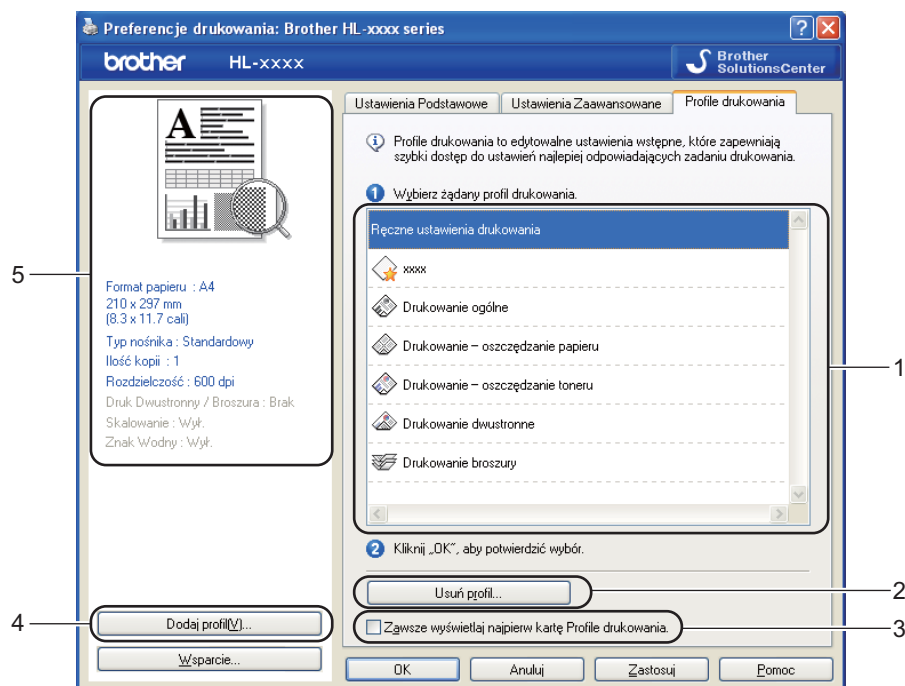 Preferencje drukowania: Brother HL-xxxx series
brother HL-xxxx
Brother
SolutionsCenter
Ustawienia Podstawowe Ustawienia Zaawansowane Profile drukowania
Profile drukowania to edytowalne ustawienia wstępne, które zapewniają
szybki dostęp do ustawień najlepiej odpowiadających zadaniu drukowania.
1 Wybierz żądany profil drukowania.
Ręczne ustawienia drukowania
xxxx
Drukowanie ogólne
Drukowanie – oszczędzanie papieru
Drukowanie – oszczędzanie toneru
Drukowanie dwustronne
Drukowanie broszury
1
2 Kliknij „OK”, aby potwierdzić wybór.
Usuń profil...
2
Zawsze wyświetlaj najpierw kartę Profile drukowania.
3
A
5
Format papieru : A4
210 x 297 mm
(8.3 x 11.7 cali)
Typ nośnika : Standardowy
Ilość kopii : 1
Rozdzielczość : 600 dpi
Druk Dwustronny / Broszura : Brak
Skalowanie : Wył.
Znak Wodny : Wył.
4
Dodaj profil(V)...
Wsparcie...
OK Anuluj Zastosuj Pomoc